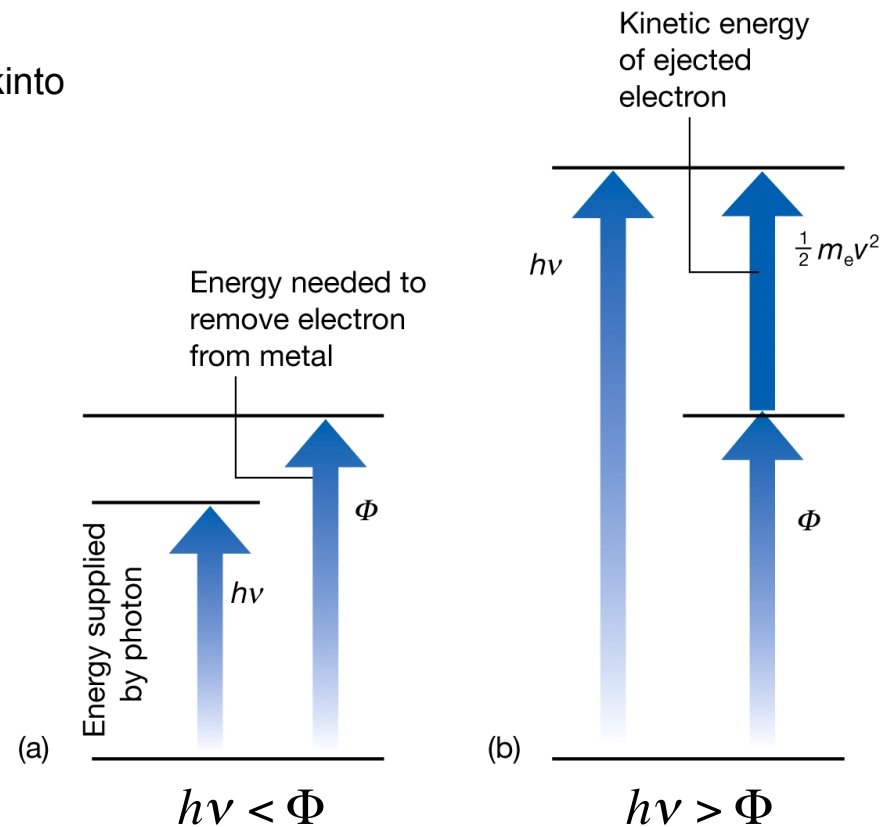 kinto
Kinetic energy
of ejected
electron
hν
½ mₑv²
Energy needed to
remove electron
from metal
Φ
Φ
hν
Energy supplied
by photon
(a)
(b)
hν < Φ
hν > Φ